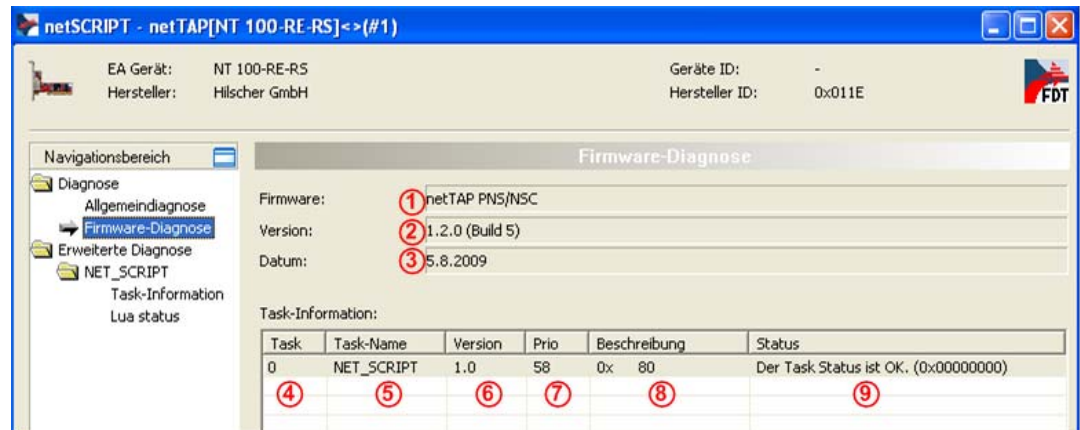 netSCRIPT - netTAP[NT 100-RE-RS]<>(#1)
EA Gerät: NT 100-RE-RS Geräte ID: -
Hersteller: Hilscher GmbH Hersteller ID: 0x011E
FDT
Navigationsbereich
Firmware-Diagnose
Diagnose
Allgemeindiagnose
Firmware-Diagnose
Erweiterte Diagnose
NET_SCRIPT
Task-Information
Lua status
Firmware: 1 netTAP PNS/NSC
Version: 2 1.2.0 (Build 5)
Datum: 3 5.8.2009
Task-Information:
Task Task-Name Version Prio Beschreibung Status
0 NET_SCRIPT 1.0 58 0x 80 Der Task Status ist OK. (0x00000000)
4 5 6 7 8 9